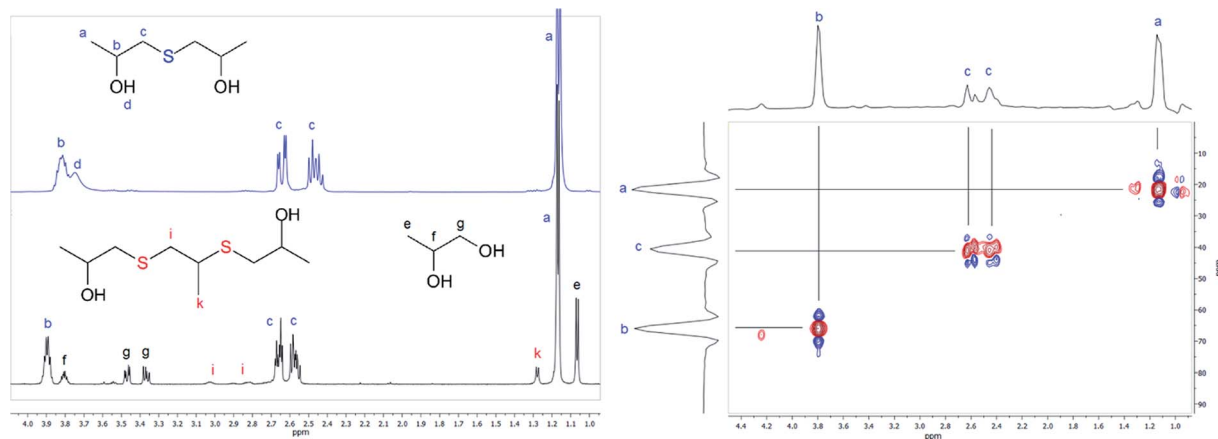 a b c
S
OH OH
d
b d c c a
OH
i
S S
OH
k
e f g
OH
OH
b f g g i i c c k a e
4.0 3.9 3.8 3.7 3.6 3.5 3.4 3.3 3.2 3.1 3.0 2.9 2.8 2.7 2.6 2.5 2.4 2.3 2.2 2.1 2.0 1.9 1.8 1.7 1.6 1.5 1.4 1.3 1.2 1.1 1.0
ppm
b c c a
a
c
b
10
20
30
40
50
60
70
80
90
ppm
4.4 4.2 4.0 3.8 3.6 3.4 3.2 3.0 2.8 2.6 2.4 2.2 2.0 1.8 1.6 1.4 1.2 1.0
ppm